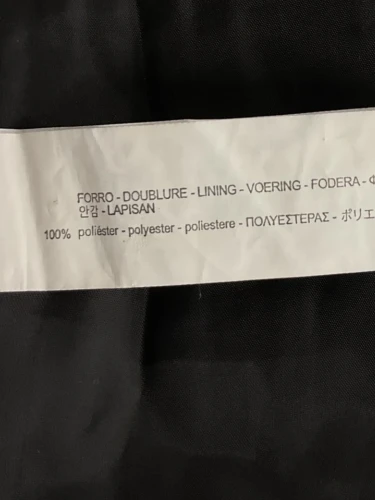 FORRO - DOUBLURE - LINING - VOERING - FODERA - Φ
안감 - LAPISAN
100% poliéster - polyester - poliestere - ΠΟΛΥΕΣΤΕΡΑΣ - ポリエ